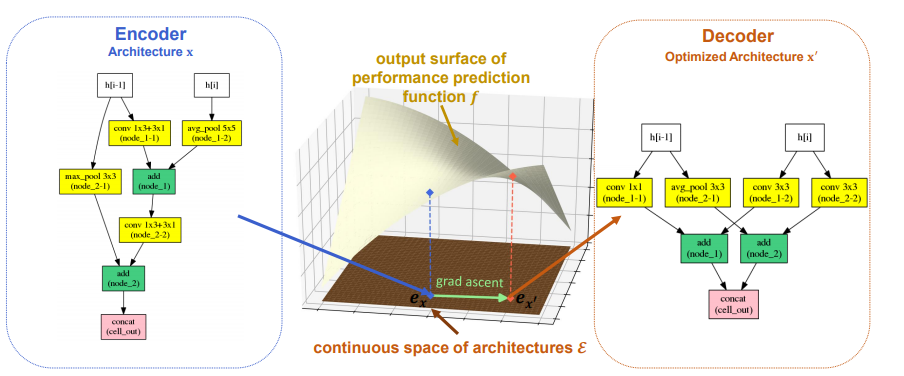 Encoder
Architecture x
h[i-1]
h[i]
conv 1x3+3x1
(node_1-1)
avg_pool 5x5
(node_1-2)
max_pool 3x3
(node_2-1)
add
(node_1)
conv 1x3+3x1
(node_2-2)
add
(node_2)
concat
(cell_out)
output surface of
performance prediction
function f
grad ascent
eₓ
eₓ′
continuous space of architectures ℰ
Decoder
Optimized Architecture x′
h[i-1]
h[i]
conv 1x1
(node_1-1)
avg_pool 3x3
(node_2-1)
conv 3x3
(node_1-2)
conv 3x3
(node_2-2)
add
(node_1)
add
(node_2)
concat
(cell_out)